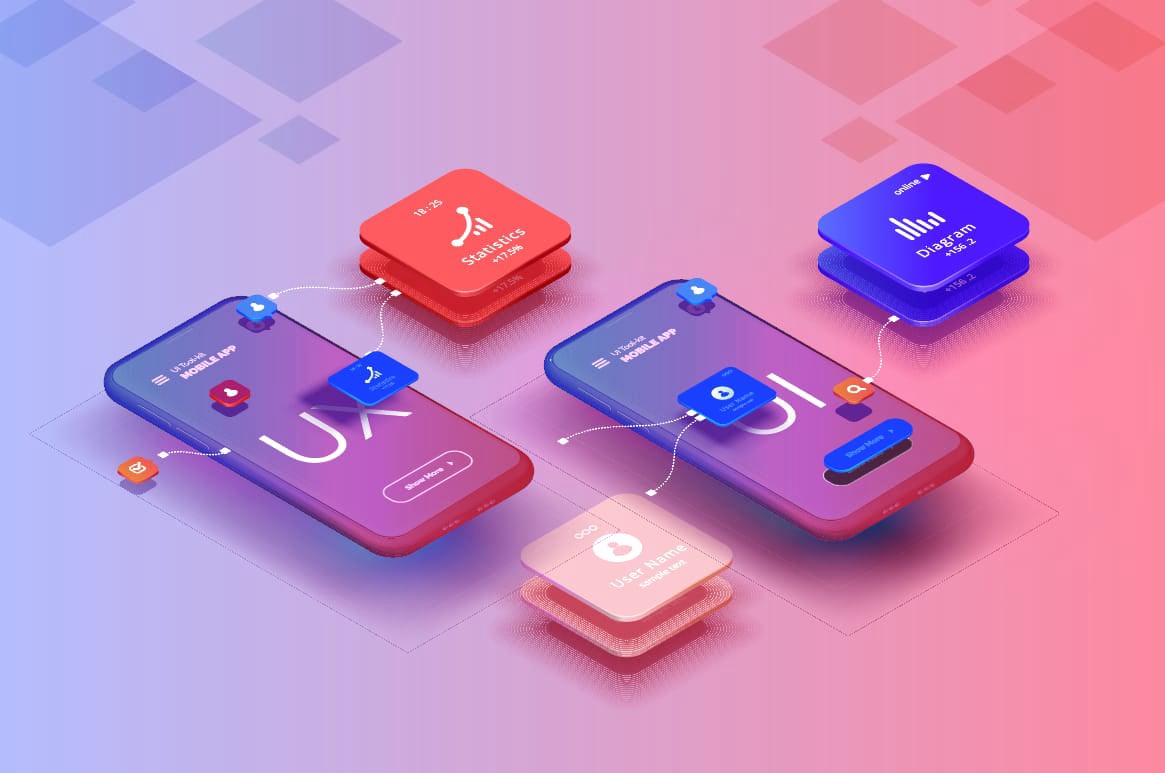 18:25
Statistics
+17.5%
+17.5%
online
Diagram
+156.2
+156.2
UI Tool-kit
MOBILE APP
UX
Show More
Statistics
UI Tool-kit
MOBILE APP
UI
User Name
sample text
Show More
User Name
sample text